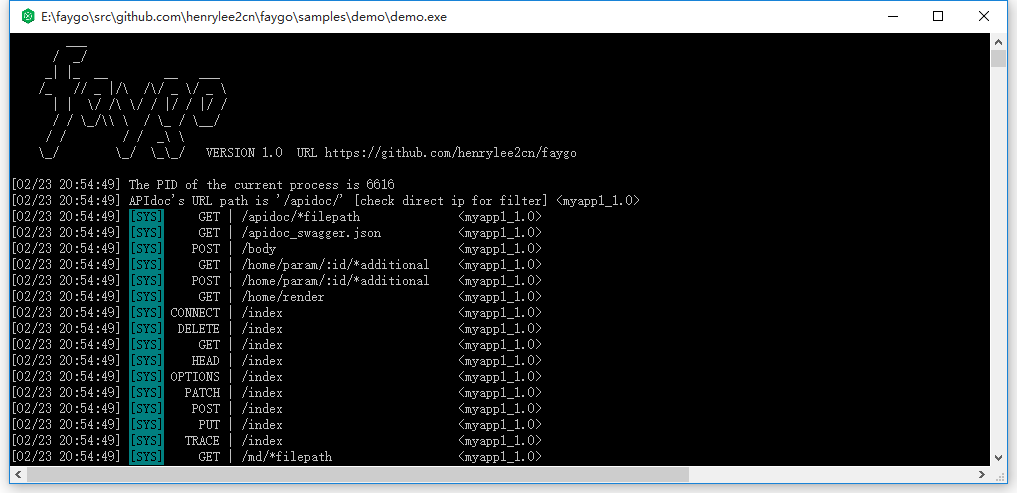 E:\faygo\src\github.com\henrylee2cn\faygo\samples\demo\demo.exe
faygo
VERSION 1.0  URL https://github.com/henrylee2cn/faygo
[02/23 20:54:49] The PID of the current process is 6616
[02/23 20:54:49] APIdoc's URL path is '/apidoc/' [check direct ip for filter] <myapp1_1.0>
[02/23 20:54:49] [SYS]     GET | /apidoc/*filepath              <myapp1_1.0>
[02/23 20:54:49] [SYS]     GET | /apidoc_swagger.json           <myapp1_1.0>
[02/23 20:54:49] [SYS]    POST | /body                          <myapp1_1.0>
[02/23 20:54:49] [SYS]     GET | /home/param/:id/*additional    <myapp1_1.0>
[02/23 20:54:49] [SYS]    POST | /home/param/:id/*additional    <myapp1_1.0>
[02/23 20:54:49] [SYS]     GET | /home/render                   <myapp1_1.0>
[02/23 20:54:49] [SYS] CONNECT | /index                         <myapp1_1.0>
[02/23 20:54:49] [SYS]  DELETE | /index                         <myapp1_1.0>
[02/23 20:54:49] [SYS]     GET | /index                         <myapp1_1.0>
[02/23 20:54:49] [SYS]    HEAD | /index                         <myapp1_1.0>
[02/23 20:54:49] [SYS] OPTIONS | /index                         <myapp1_1.0>
[02/23 20:54:49] [SYS]   PATCH | /index                         <myapp1_1.0>
[02/23 20:54:49] [SYS]    POST | /index                         <myapp1_1.0>
[02/23 20:54:49] [SYS]     PUT | /index                         <myapp1_1.0>
[02/23 20:54:49] [SYS]   TRACE | /index                         <myapp1_1.0>
[02/23 20:54:49] [SYS]     GET | /md/*filepath                  <myapp1_1.0>